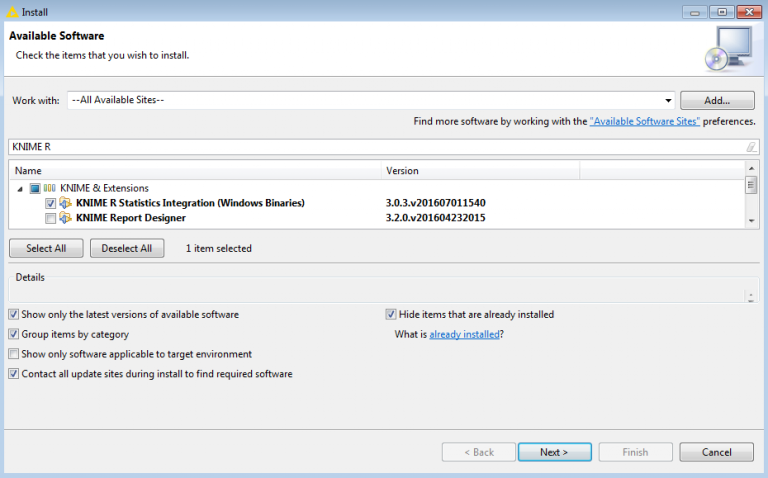 Install
Available Software
Check the items that you wish to install.
Work with: --All Available Sites-- Add...
Find more software by working with the "Available Software Sites" preferences.
KNIME R
Name Version
KNIME & Extensions
KNIME R Statistics Integration (Windows Binaries) 3.0.3.v201607011540
KNIME Report Designer 3.2.0.v201604232015
Select All Deselect All 1 item selected
Details
Show only the latest versions of available software Hide items that are already installed
Group items by category What is already installed?
Show only software applicable to target environment
Contact all update sites during install to find required software
< Back Next > Finish Cancel